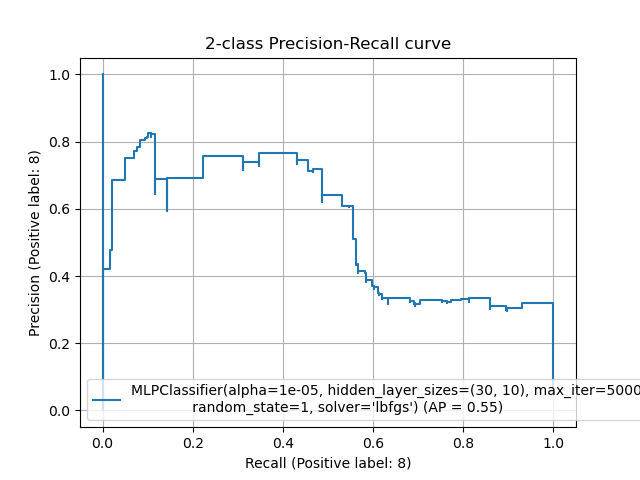 2-class Precision-Recall curve
1.0
0.8
0.6
0.4
0.2
0.0
Precision (Positive label: 8)
MLPClassifier(alpha=1e-05, hidden_layer_sizes=(30, 10), max_iter=5000
random_state=1, solver='lbfgs') (AP = 0.55)
0.0 0.2 0.4 0.6 0.8 1.0
Recall (Positive label: 8)